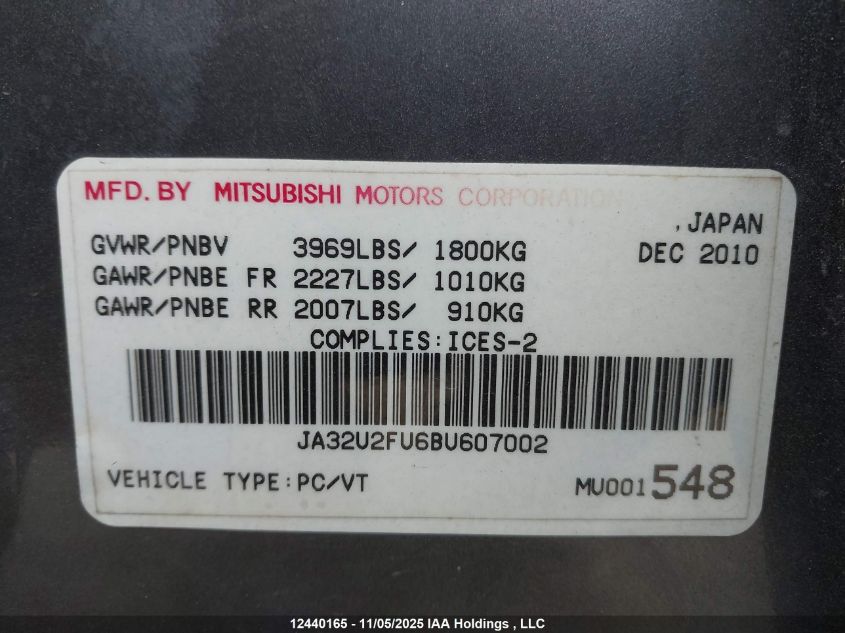 MFD. BY MITSUBISHI MOTORS CORPORATION
, JAPAN
GVWR/PNBV 3969LBS/ 1800KG DEC 2010
GAWR/PNBE FR 2227LBS/ 1010KG
GAWR/PNBE RR 2007LBS/ 910KG
COMPLIES:ICES-2
JA32U2FU6BU607002
VEHICLE TYPE:PC/VT MU001548
12440165 - 11/05/2025 IAA Holdings , LLC